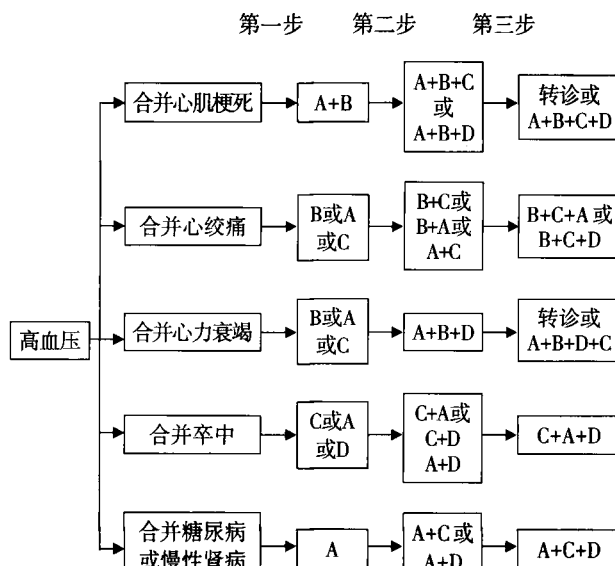 第一步 第二步 第三步
合并心肌梗死
A+B
A+B+C
或
A+B+D
转诊或
A+B+C+D
合并心绞痛
B或A
或C
B+C或
B+A或
A+C
B+C+A或
B+C+D
高血压
合并心力衰竭
B或A
或C
A+B+D
转诊或
A+B+D+C
合并卒中
C或A
或D
C+A或
C+D
A+D
C+A+D
合并糖尿病
或慢性肾病
A
A+C或
A+D
A+C+D